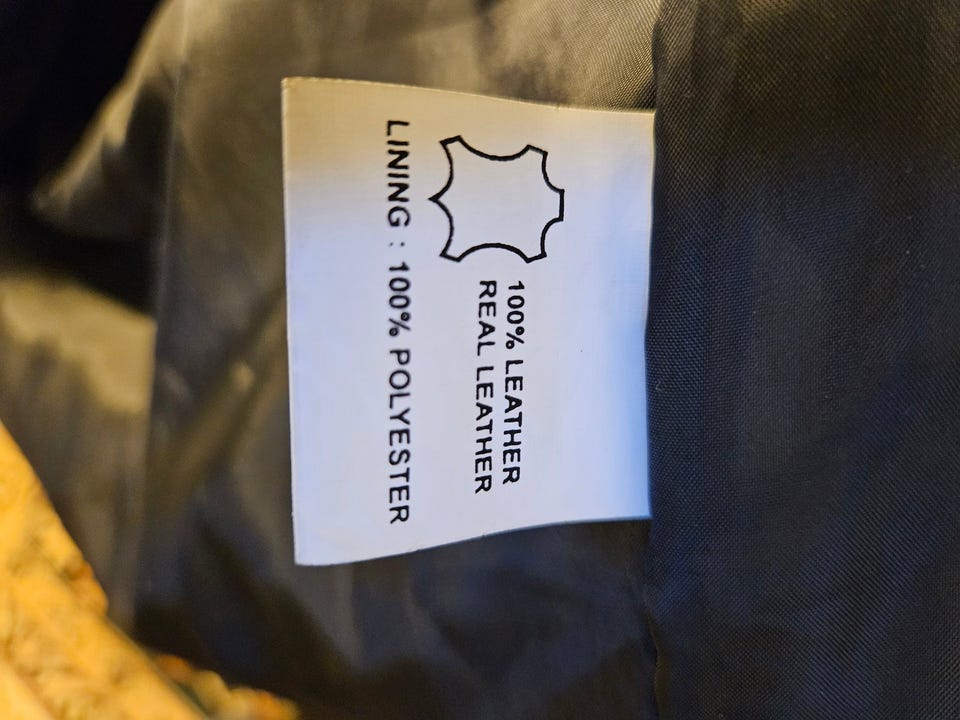 100% LEATHER
REAL LEATHER
LINING : 100% POLYESTER